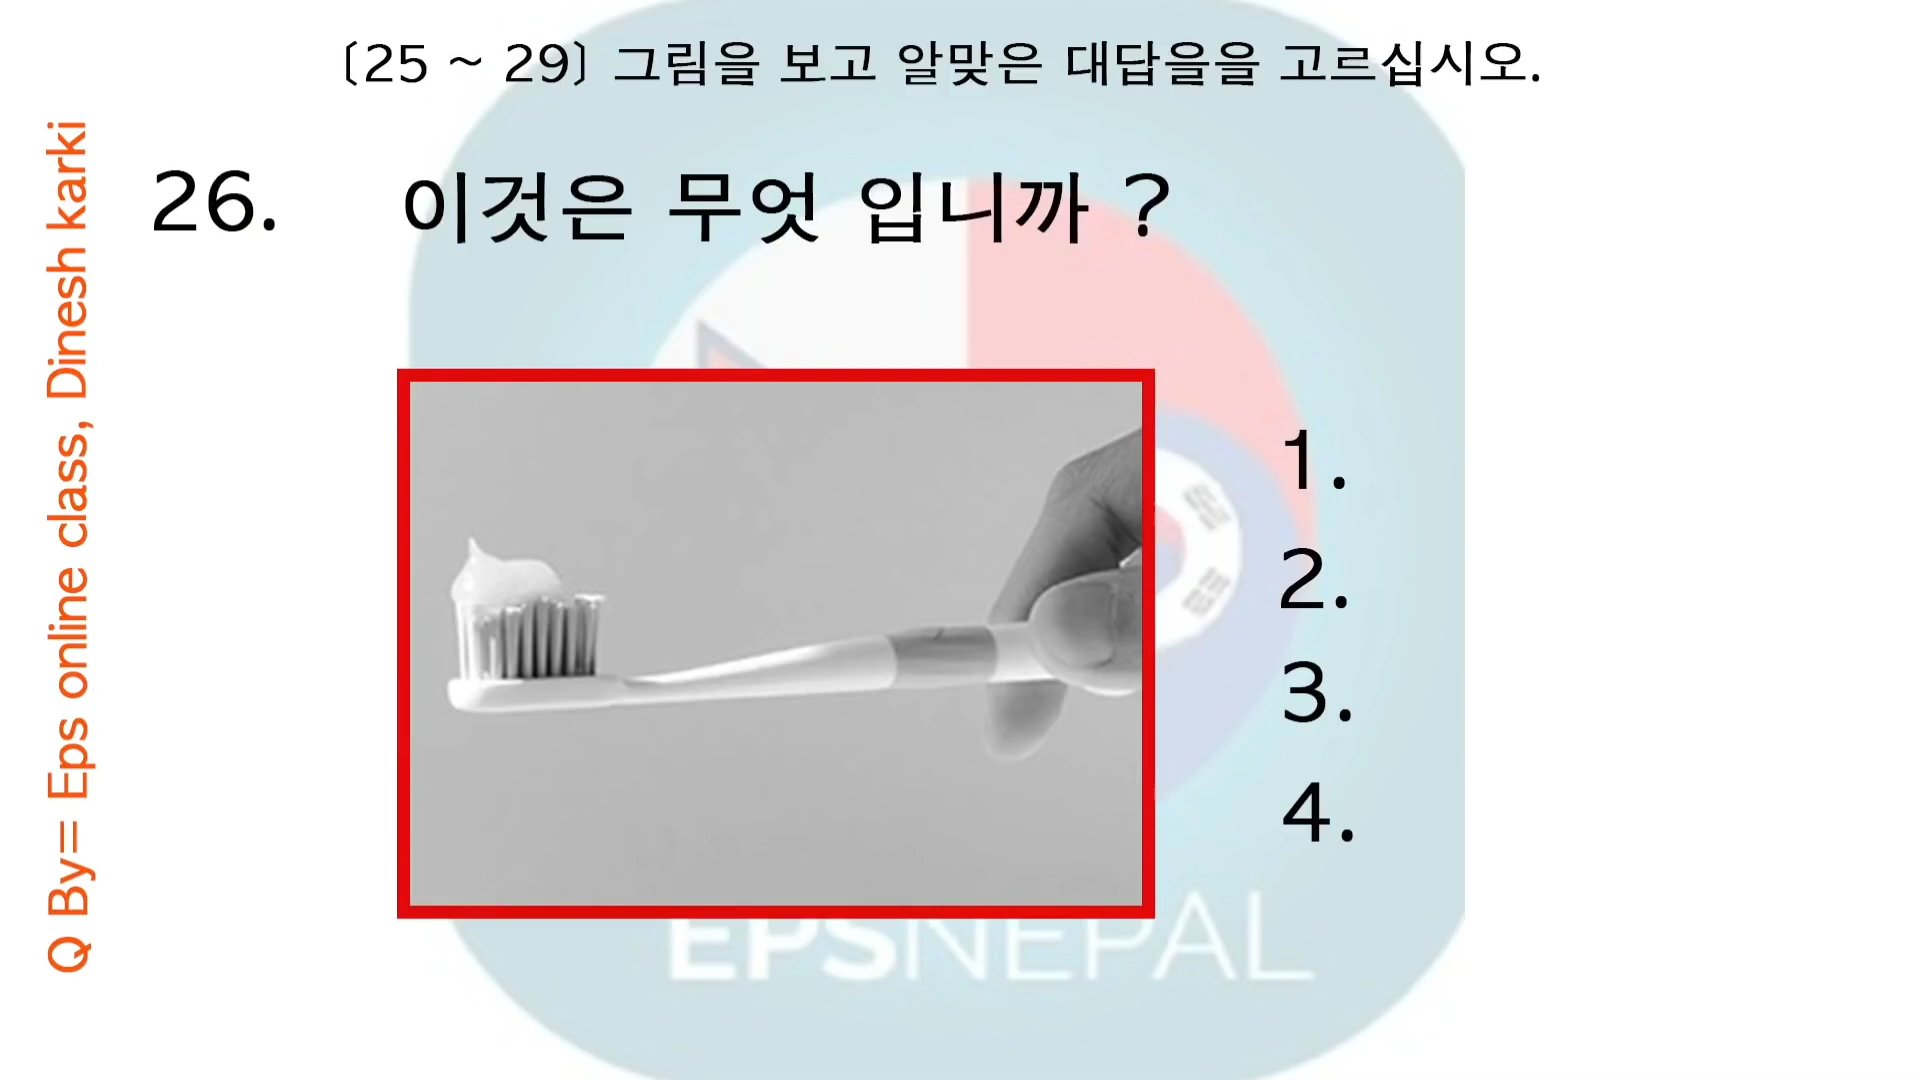 〔25 ~ 29〕 그림을 보고 알맞은 대답을을 고르십시오.
26. 이것은 무엇 입니까 ?
1.
2.
3.
4.
Q By= Eps online class, Dinesh karki
EPSNEPAL